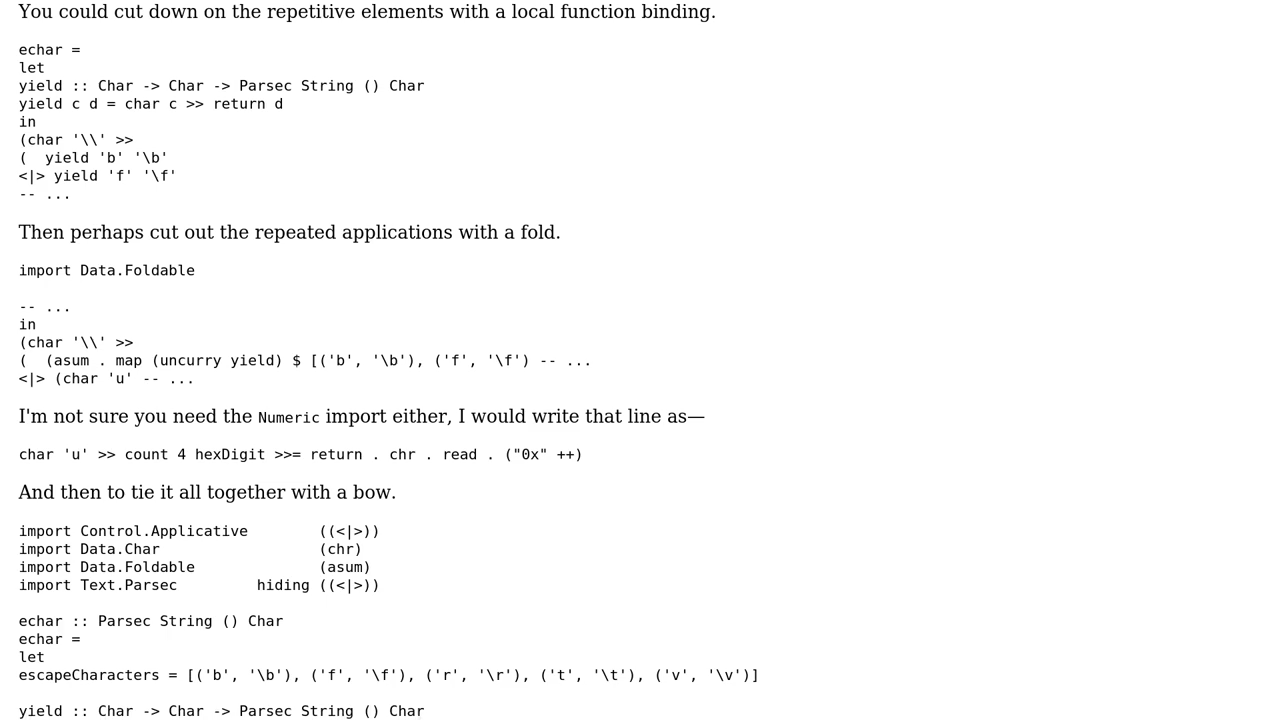 You could cut down on the repetitive elements with a local function binding.
echar =
let
yield :: Char -> Char -> Parsec String () Char
yield c d = char c >> return d
in
(char '\\' >>
(  yield 'b' '\b'
<|> yield 'f' '\f'
-- ...
Then perhaps cut out the repeated applications with a fold.
import Data.Foldable
-- ...
in
(char '\\' >>
(  (asum . map (uncurry yield) $ [('b', '\b'), ('f', '\f') -- ...
<|> (char 'u' -- ...
I'm not sure you need the Numeric import either, I would write that line as—
char 'u' >> count 4 hexDigit >>= return . chr . read . ("0x" ++)
And then to tie it all together with a bow.
import Control.Applicative        ((<|>))
import Data.Char                  (chr)
import Data.Foldable              (asum)
import Text.Parsec         hiding ((<|>))
echar :: Parsec String () Char
echar =
let
escapeCharacters = [('b', '\b'), ('f', '\f'), ('r', '\r'), ('t', '\t'), ('v', '\v')]
yield :: Char -> Char -> Parsec String () Char